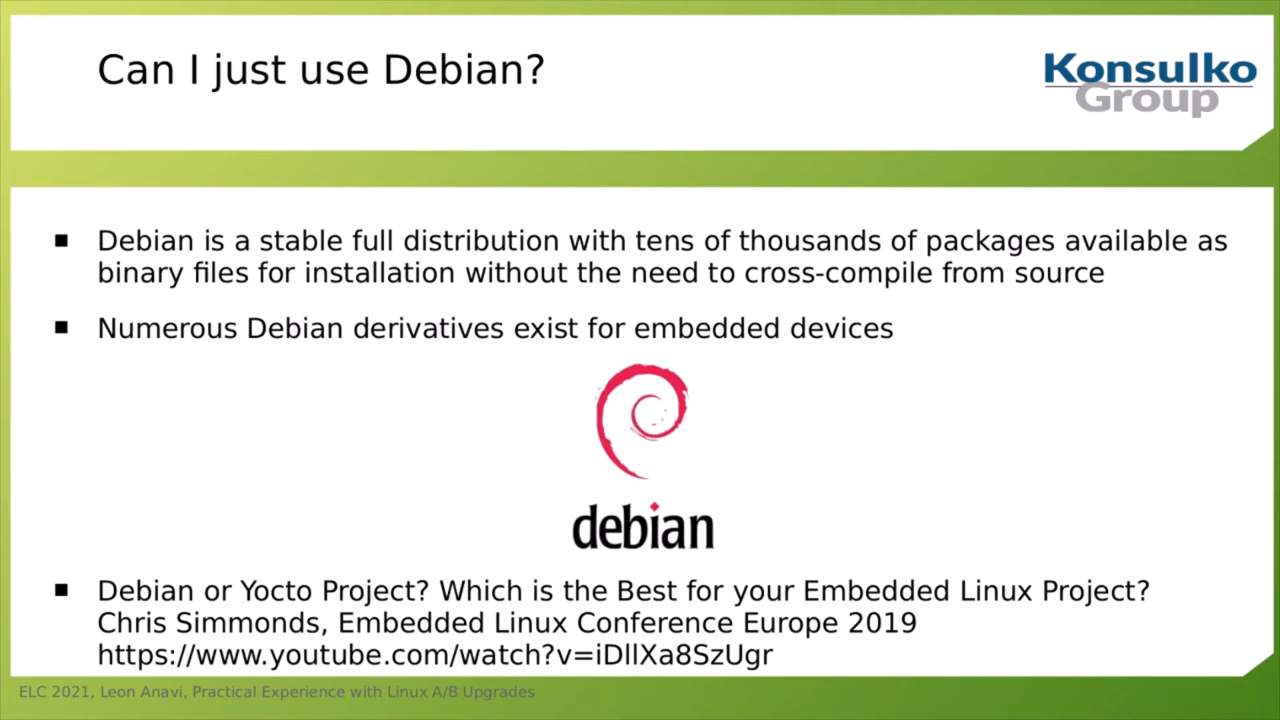 Can I just use Debian?
Konsulko
Group
Debian is a stable full distribution with tens of thousands of packages available as
binary files for installation without the need to cross-compile from source
Numerous Debian derivatives exist for embedded devices
debian
Debian or Yocto Project? Which is the Best for your Embedded Linux Project?
Chris Simmonds, Embedded Linux Conference Europe 2019
https://www.youtube.com/watch?v=iDllXa8SzUgr
ELC 2021, Leon Anavi, Practical Experience with Linux A/B Upgrades